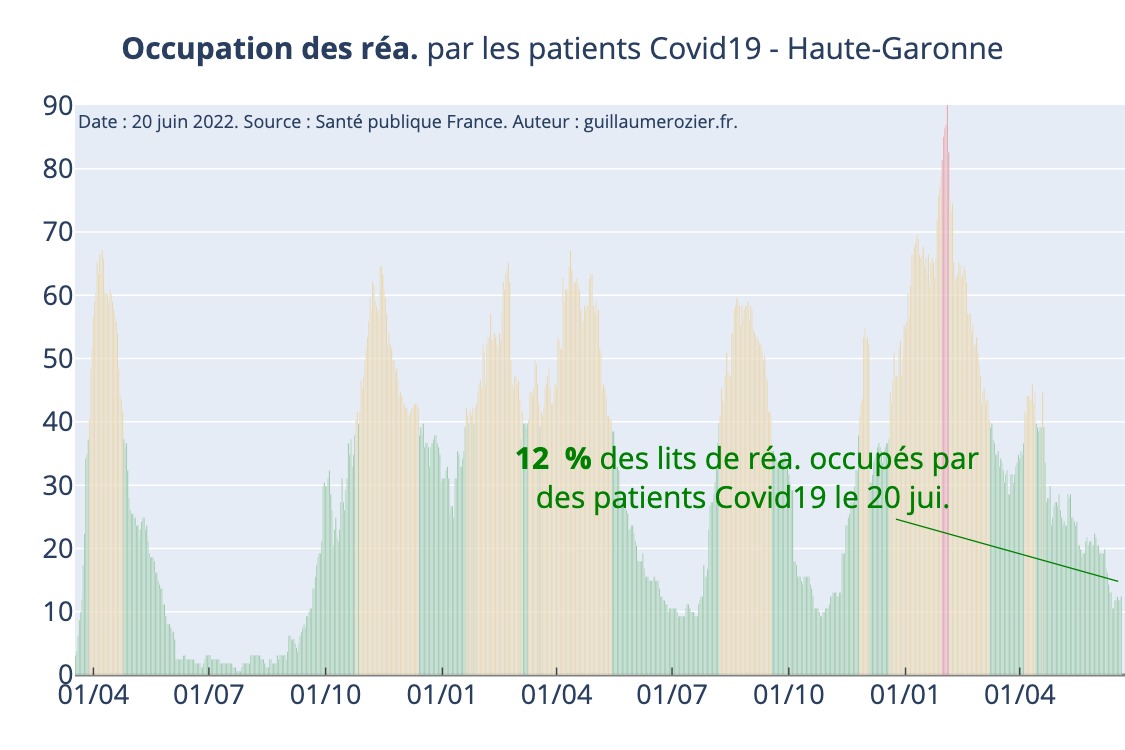 Occupation des réa. par les patients Covid19 - Haute-Garonne
90
Date : 20 juin 2022. Source : Santé publique France. Auteur : guillaumerozier.fr.
80
70
60
50
40
12 % des lits de réa. occupés par
des patients Covid19 le 20 jui.
30
20
10
0
01/04 01/07 01/10 01/01 01/04 01/07 01/10 01/01 01/04